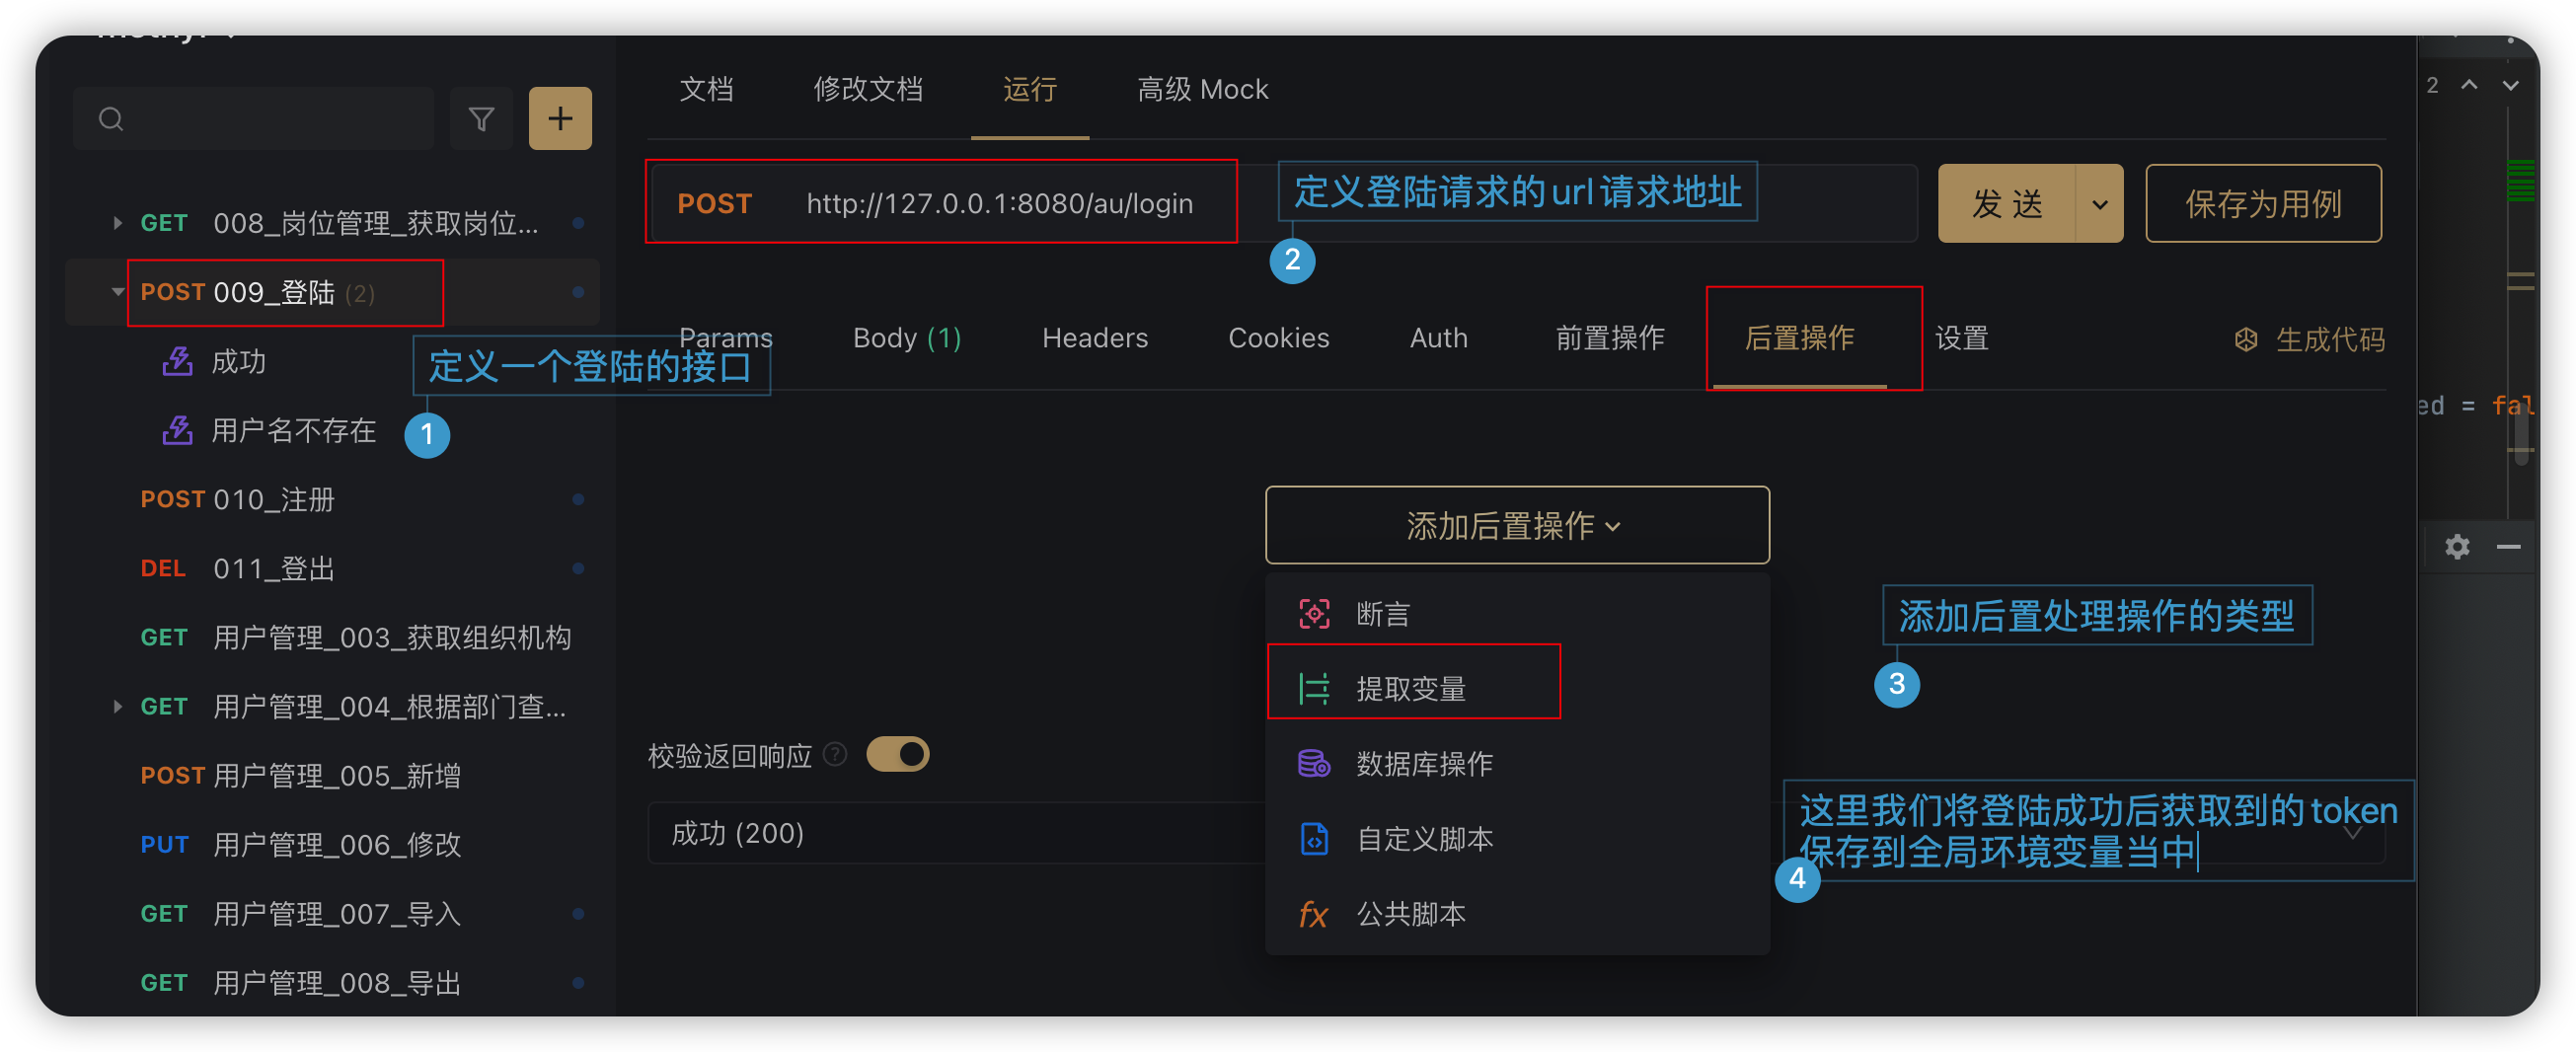 文档 修改文档 运行 高级 Mock
2
POST http://127.0.0.1:8080/au/login
定义登陆请求的url请求地址
2
发 送
保存为用例
GET 008_岗位管理_获取岗位...
POST 009_登陆 (2)
成功
用户名不存在
定义一个登陆的接口
1
POST 010_注册
DEL 011_登出
GET 用户管理_003_获取组织机构
GET 用户管理_004_根据部门查...
POST 用户管理_005_新增
PUT 用户管理_006_修改
GET 用户管理_007_导入
GET 用户管理_008_导出
Params Body (1) Headers Cookies Auth 前置操作 后置操作 设置 生成代码
ed = fal
添加后置操作
断言
提取变量
数据库操作
自定义脚本
fx 公共脚本
添加后置处理操作的类型
3
校验返回响应 ?
成功 (200)
这里我们将登陆成功后获取到的token
保存到全局环境变量当中
4